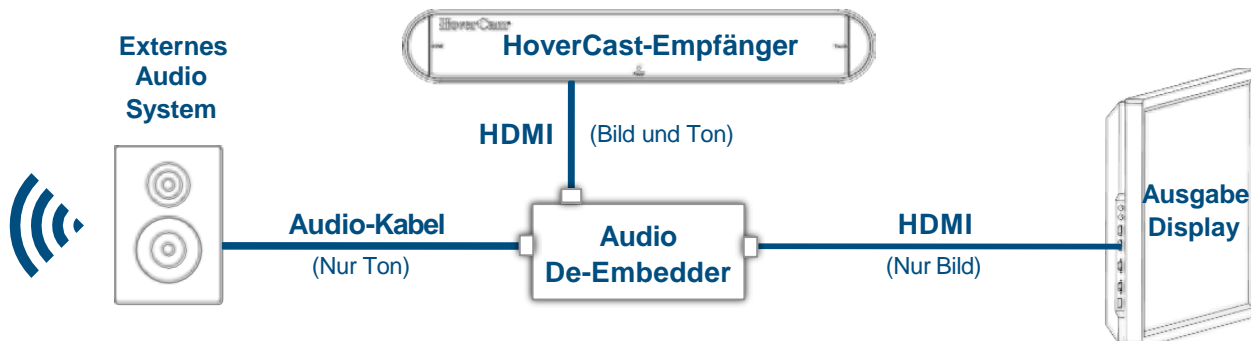 HoverCam
HoverCast-Empfänger
Externes
Audio
System
HDMI (Bild und Ton)
Audio-Kabel
(Nur Ton)
Audio
De-Embedder
HDMI
(Nur Bild)
Ausgabe
Display